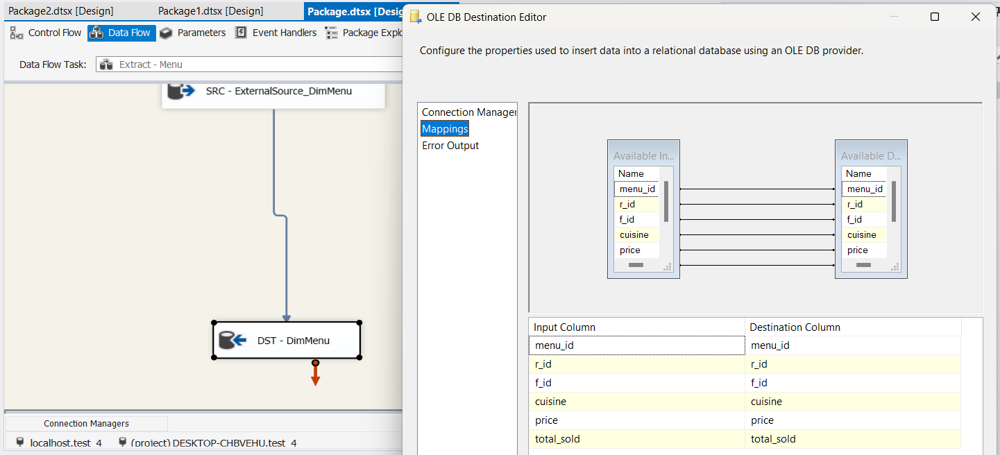 Package2.dtsx [Design] Package1.dtsx [Design] Package.dtsx [Desig
Control Flow Data Flow Parameters Event Handlers Package Explo
Data Flow Task: Extract - Menu
SRC - ExternalSource_DimMenu
DST - DimMenu
Connection Managers
localhost.test_4 (project) DESKTOP-CHBVEHU.test_4
OLE DB Destination Editor
Configure the properties used to insert data into a relational database using an OLE DB provider.
Connection Manager
Mappings
Error Output
Available In...
Name
menu_id
r_id
f_id
cuisine
price
Available D...
Name
menu_id
r_id
f_id
cuisine
price
Input Column Destination Column
menu_id menu_id
r_id r_id
f_id f_id
cuisine cuisine
price price
total_sold total_sold